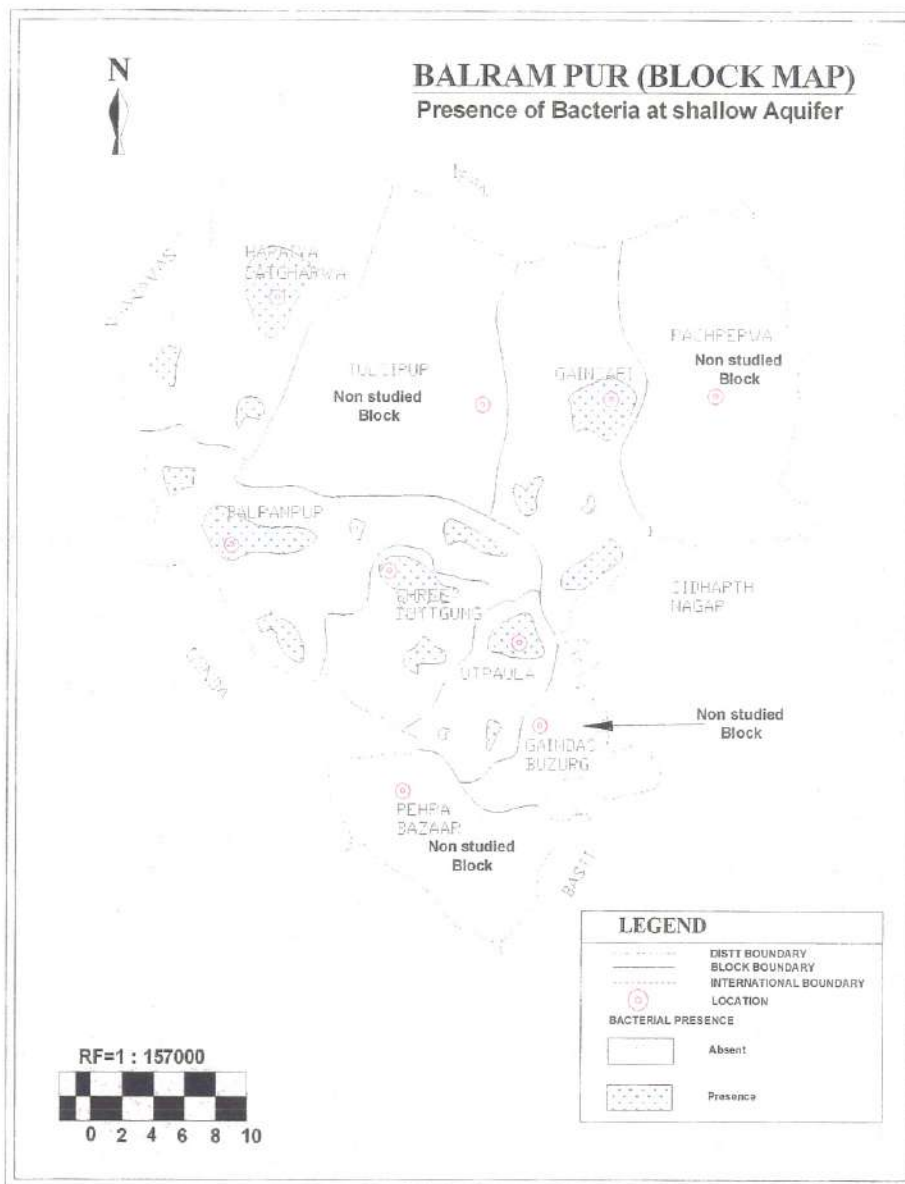 N
BALRAM PUR (BLOCK MAP)
Presence of Bacteria at shallow Aquifer
HARAIYA
SATGHARWA
TULSIPUR
Non studied
Block
GAINSARI
PACHPERWA
Non studied
Block
BALRAMPUR
SHREE
DUTTGUNG
SIDHARTH
NAGAR
UTRAULA
GONDA
Non studied
Block
GAINDAS
BUZURG
REHRA
BAZAAR
Non studied
Block
BASTI
LEGEND
DISTT BOUNDARY
BLOCK BOUNDARY
INTERNATIONAL BOUNDARY
LOCATION
BACTERIAL PRESENCE
Absent
Presence
RF=1 : 157000
0 2 4 6 8 10